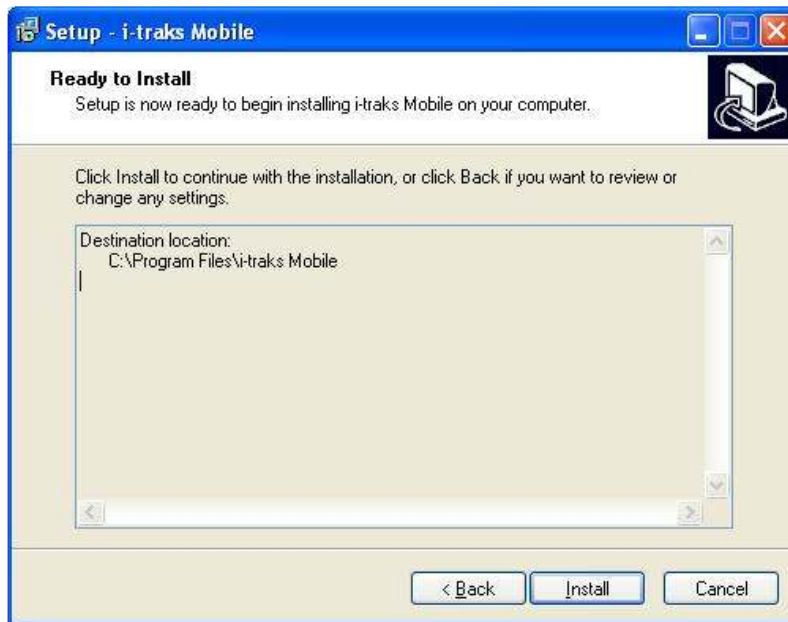 Setup - i-traks Mobile
Ready to Install
Setup is now ready to begin installing i-traks Mobile on your computer.
Click Install to continue with the installation, or click Back if you want to review or
change any settings.
Destination location:
C:\Program Files\i-traks Mobile
< Back
Install
Cancel